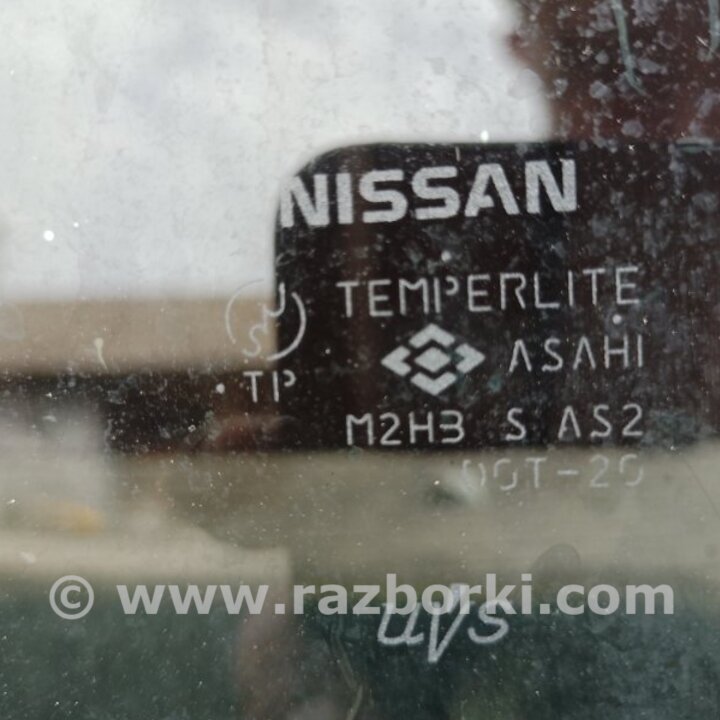 NISSAN
TEMPERLITE
ASAHI
TP
M2H3 S AS2
DOT-20
© www.razborki.com